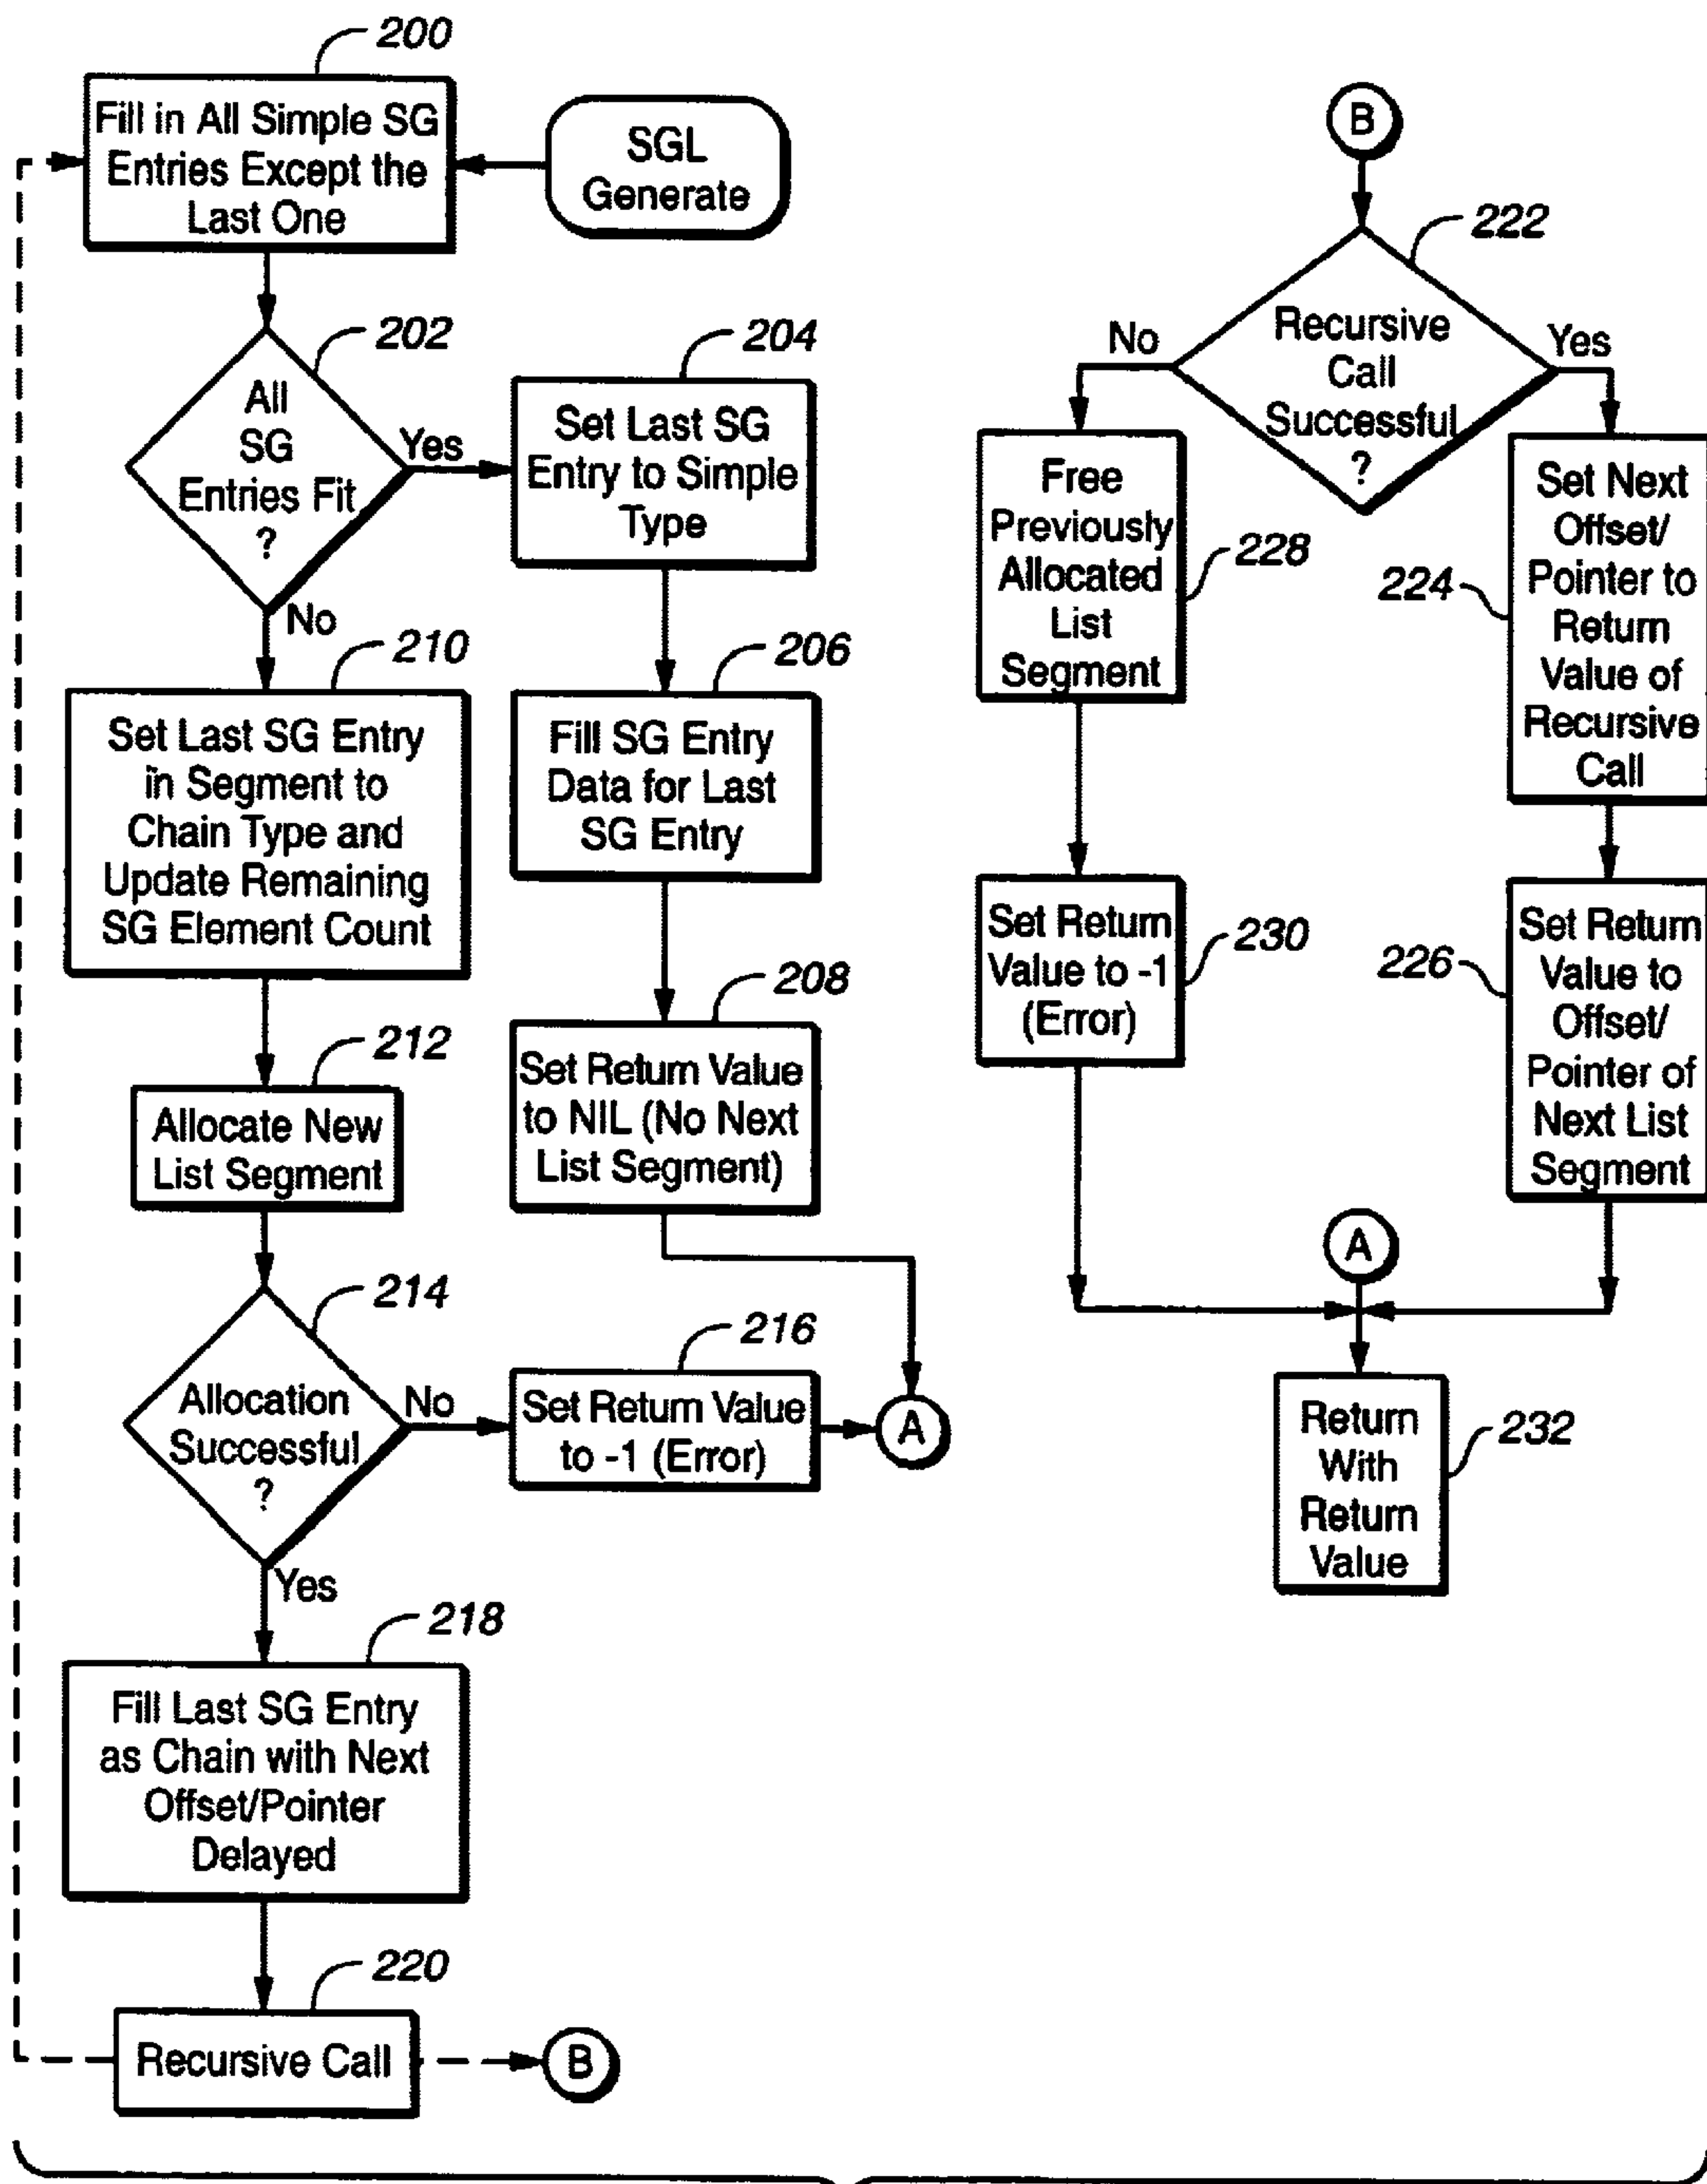 200
Fill in All Simple SG
Entries Except the
Last One
SGL
Generate
202
All
SG
Entries Fit
?
Yes
No
204
Set Last SG
Entry to Simple
Type
206
Fill SG Entry
Data for Last
SG Entry
208
Set Return Value
to NIL (No Next
List Segment)
210
Set Last SG Entry
in Segment to
Chain Type and
Update Remaining
SG Element Count
212
Allocate New
List Segment
214
Allocation
Successful
?
No
Yes
216
Set Return Value
to -1 (Error)
A
218
Fill Last SG Entry
as Chain with Next
Offset/Pointer
Delayed
220
Recursive Call
B
B
222
Recursive
Call
Successful
?
No
Yes
Free
Previously
Allocated
List
Segment
228
224
Set Next
Offset/
Pointer to
Return
Value of
Recursive
Call
Set Return
Value to -1
(Error)
230
226
Set Return
Value to
Offset/
Pointer of
Next List
Segment
A
Return
With
Return
Value
232